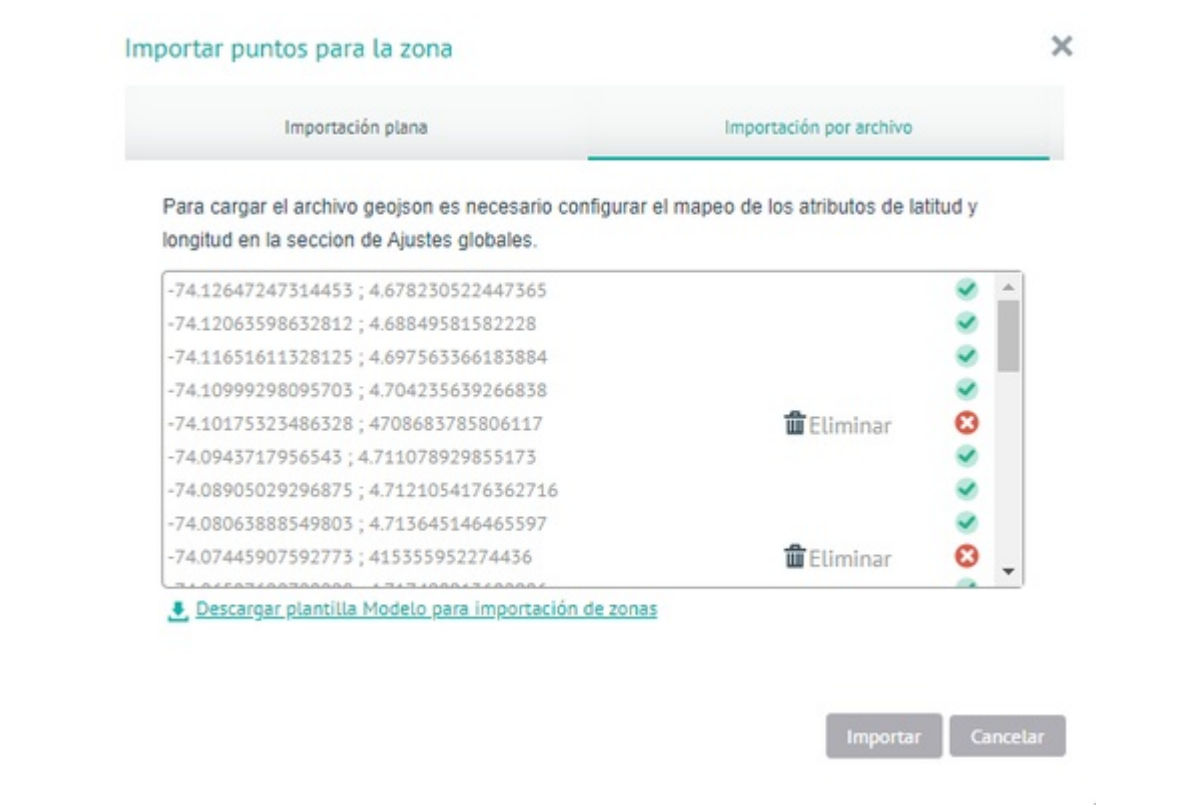 Importar puntos para la zona
Importación plana
Importación por archivo
Para cargar el archivo geojson es necesario configurar el mapeo de los atributos de latitud y
longitud en la seccion de Ajustes globales.
-74.12647247314453 ; 4.678230522447365
-74.12063598632812 ; 4.68849581582228
-74.11651611328125 ; 4.697563366183884
-74.10999298095703 ; 4.704235639266838
-74.10175323486328 ; 4708683785806117 Eliminar
-74.0943717956543 ; 4.711078929855173
-74.08905029296875 ; 4.7121054176362716
-74.08063888549803 ; 4.713645146465597
-74.07445907592773 ; 415355952274436 Eliminar
Descargar plantilla Modelo para importación de zonas
Importar
Cancelar